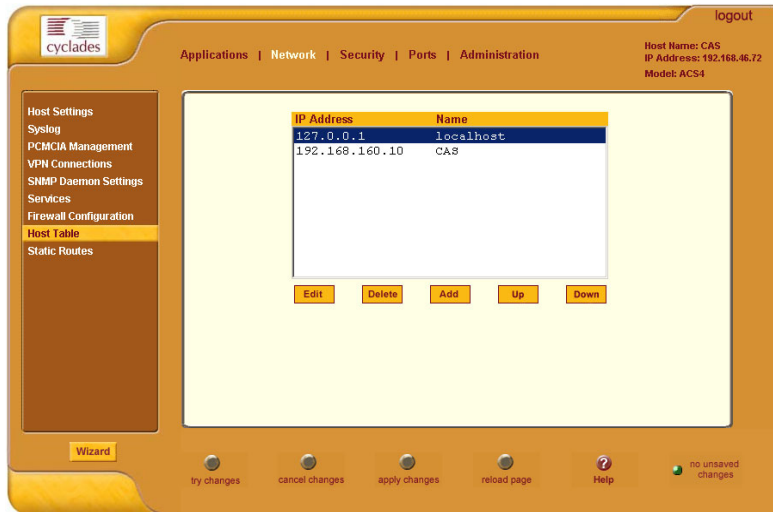 logout
cyclades
Applications | Network | Security | Ports | Administration
Host Name: CAS
IP Address: 192.168.46.72
Model: ACS4
Host Settings
Syslog
PCMCIA Management
VPN Connections
SNMP Daemon Settings
Services
Firewall Configuration
Host Table
Static Routes
IP Address Name
127.0.0.1 localhost
192.168.160.10 CAS
Edit Delete Add Up Down
Wizard
try changes
cancel changes
apply changes
reload page
?
Help
no unsaved
changes